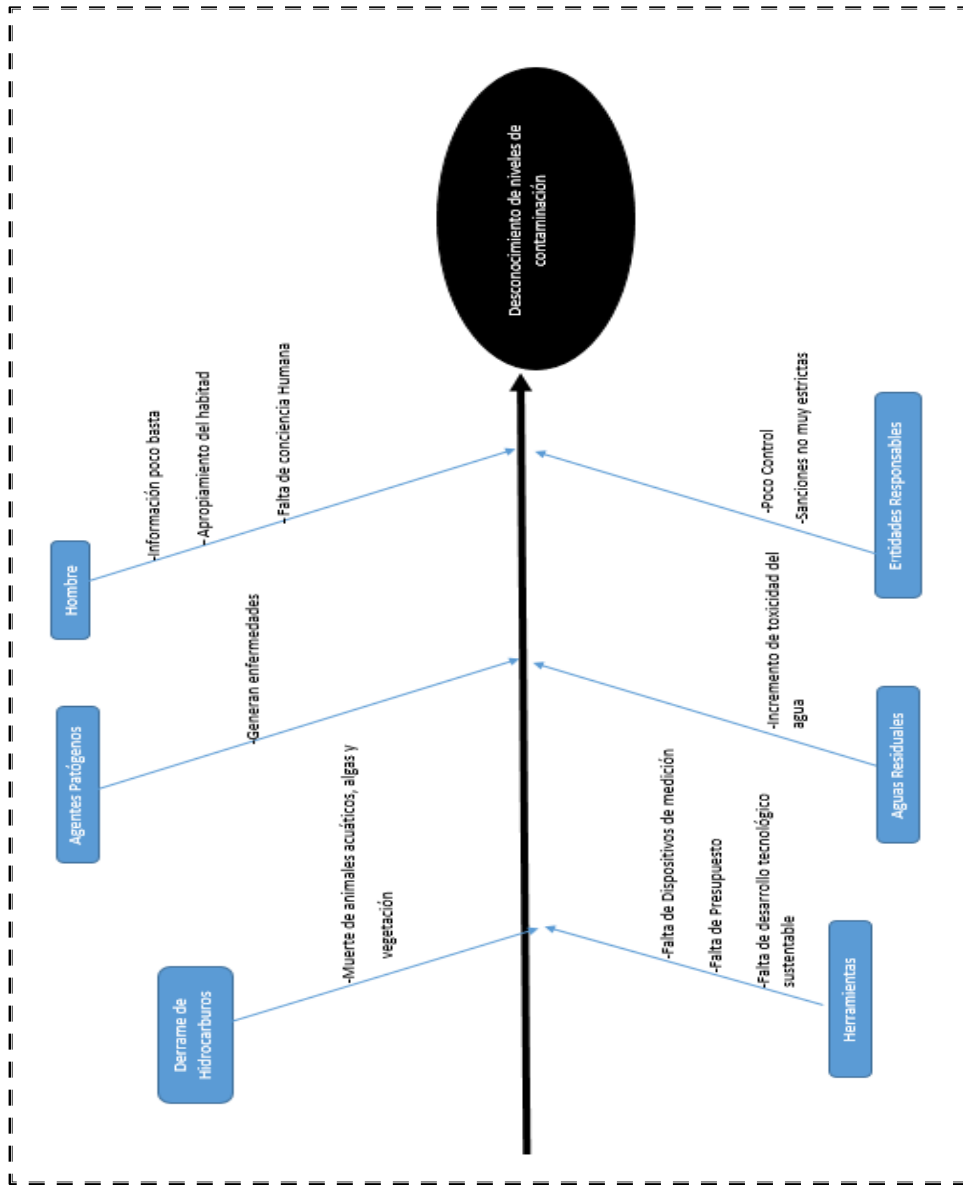 Derrame de
Hidrocarburos
-Muerte de animales acuáticos, algas y
vegetación
Agentes Patógenos
-Generan enfermedades
Hombre
-Información poco basta
-Apropiamiento del habitad
-Falta de conciencia Humana
Desconocimiento de niveles de
contaminación
-Falta de Dispositivos de medición
-Falta de Presupuesto
-Falta de desarrollo tecnológico
sustentable
Herramientas
-Incremento de toxicidad del
agua
Aguas Residuales
-Poco Control
-Sanciones no muy estrictas
Entidades Responsables